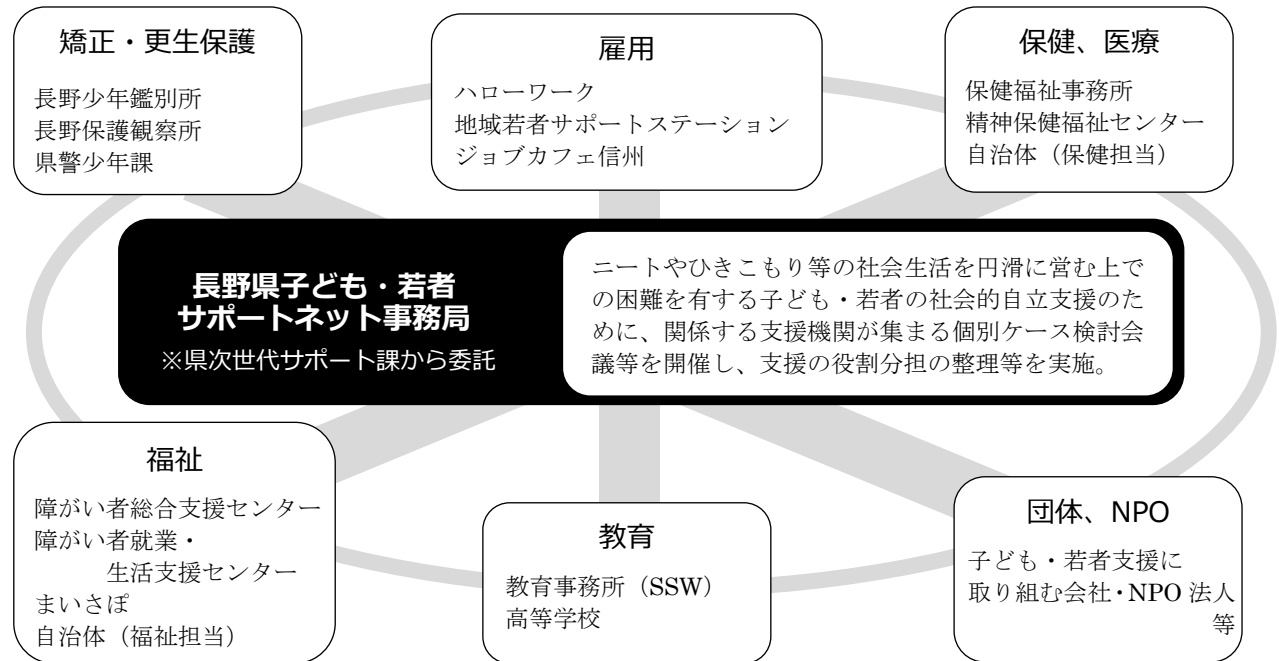 矯正・更生保護
長野少年鑑別所
長野保護観察所
県警少年課
雇用
ハローワーク
地域若者サポートステーション
ジョブカフェ信州
保健、医療
保健福祉事務所
精神保健福祉センター
自治体（保健担当）
長野県子ども・若者
サポートネット事務局
※県次世代サポート課から委託
ニートやひきこもり等の社会生活を円滑に営む上で
の困難を有する子ども・若者の社会的自立支援のた
めに、関係する支援機関が集まる個別ケース検討会
議等を開催し、支援の役割分担の整理等を実施。
福祉
障がい者総合支援センター
障がい者就業・
生活支援センター
まいさぽ
自治体（福祉担当）
教育
教育事務所（SSW）
高等学校
団体、NPO
子ども・若者支援に
取り組む会社・NPO 法人
等